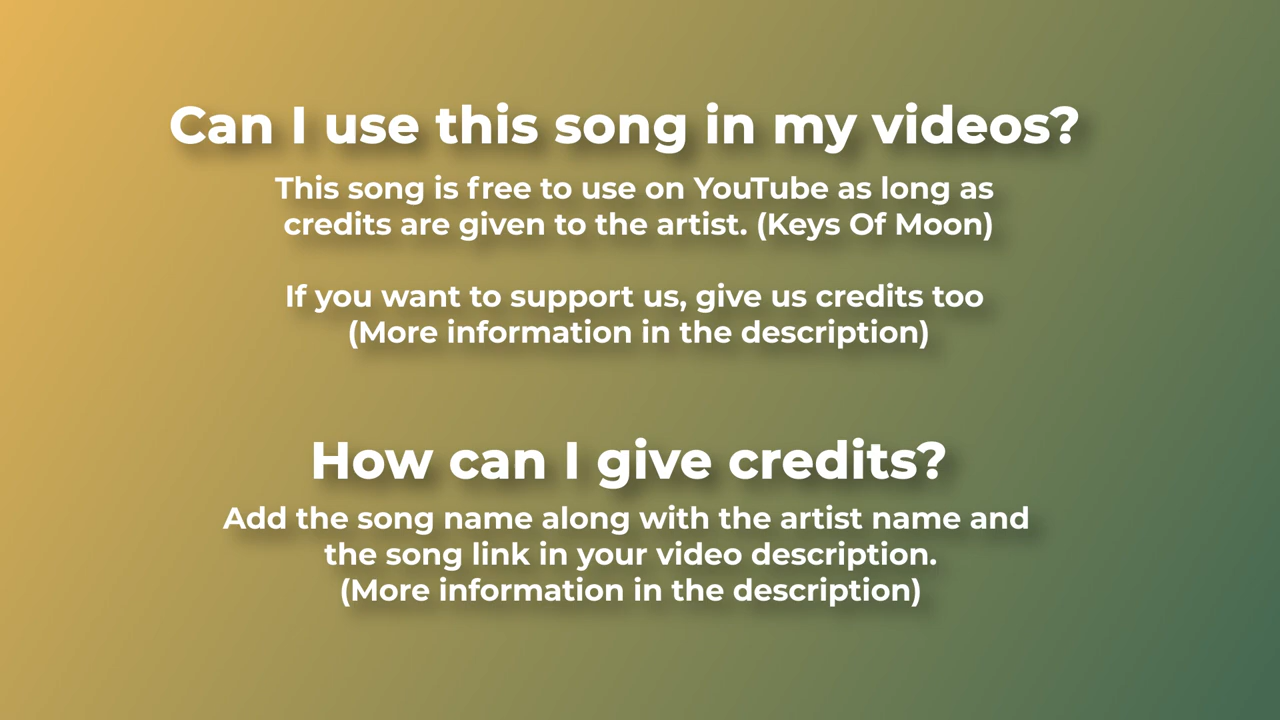 Can I use this song in my videos?
This song is free to use on YouTube as long as
credits are given to the artist. (Keys Of Moon)
If you want to support us, give us credits too
(More information in the description)
How can I give credits?
Add the song name along with the artist name and
the song link in your video description.
(More information in the description)